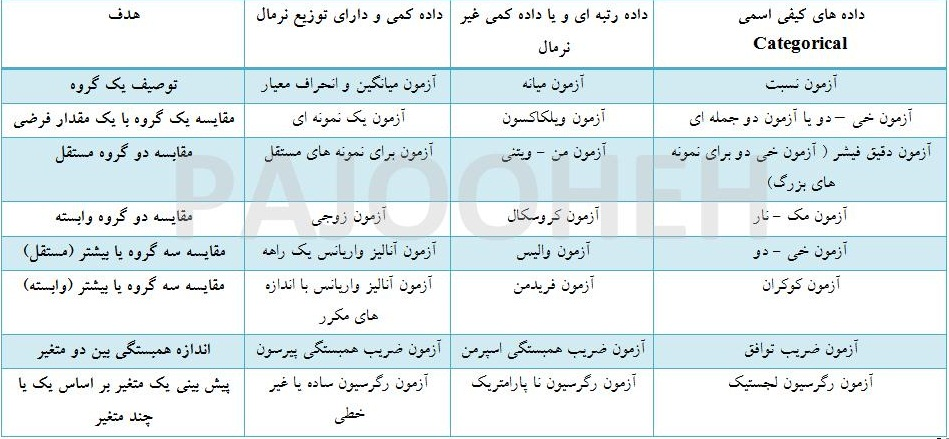 هدف
داده کمی و دارای توزیع نرمال
داده رتبه ای و یا داده کمی غیر
نرمال
داده های کیفی اسمی
Categorical
توصیف یک گروه
آزمون میانگین و انحراف معیار
آزمون میانه
آزمون نسبت
مقایسه یک گروه با یک مقدار فرضی
آزمون یک نمونه ای
آزمون ویلکاکسون
آزمون خی – دو یا آزمون دو جمله ای
مقایسه دو گروه مستقل
آزمون برای نمونه های مستقل
آزمون من – ویتنی
آزمون دقیق فیشر ( آزمون خی دو برای نمونه
های بزرگ)
مقایسه دو گروه وابسته
آزمون زوجی
آزمون کروسکال
آزمون مک – نار
مقایسه سه گروه یا بیشتر (مستقل)
آزمون آنالیز واریانس یک راهه
آزمون والیس
آزمون خی – دو
مقایسه سه گروه یا بیشتر (وابسته)
آزمون آنالیز واریانس با اندازه
های مکرر
آزمون فریدمن
آزمون کوکران
اندازه همبستگی بین دو متغیر
آزمون ضریب همبستگی پیرسون
آزمون ضریب همبستگی اسپرمن
آزمون ضریب توافق
پیش بینی یک متغیر بر اساس یک یا
چند متغیر
آزمون رگرسیون ساده یا غیر
خطی
آزمون رگرسیون نا پارامتریک
آزمون رگرسیون لجستیک
PAJOOHEH